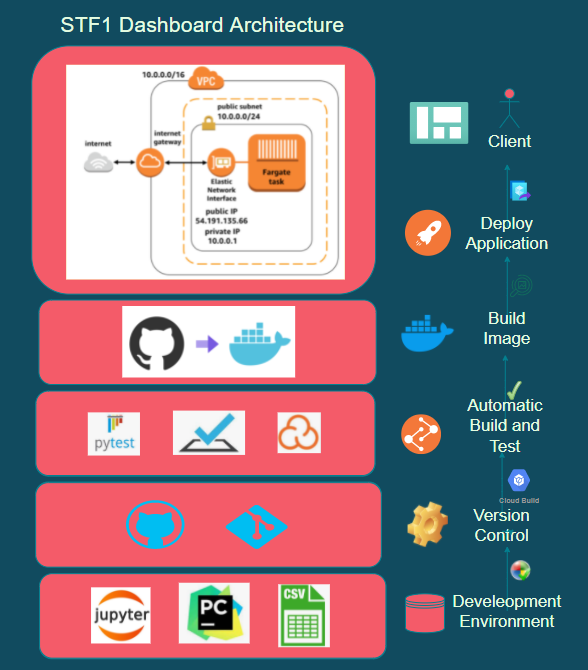 STF1 Dashboard Architecture
10.0.0.0/16
VPC
public subnet
10.0.0.0/24
internet
internet
gateway
Elastic
Network
Interface
Fargate
task
public IP
54.191.135.66
private IP
10.0.0.1
Client
Deploy
Application
Build
Image
pytest
Automatic
Build and
Test
Cloud Build
Version
Control
jupyter
PC
CSV
Develeopment
Environment